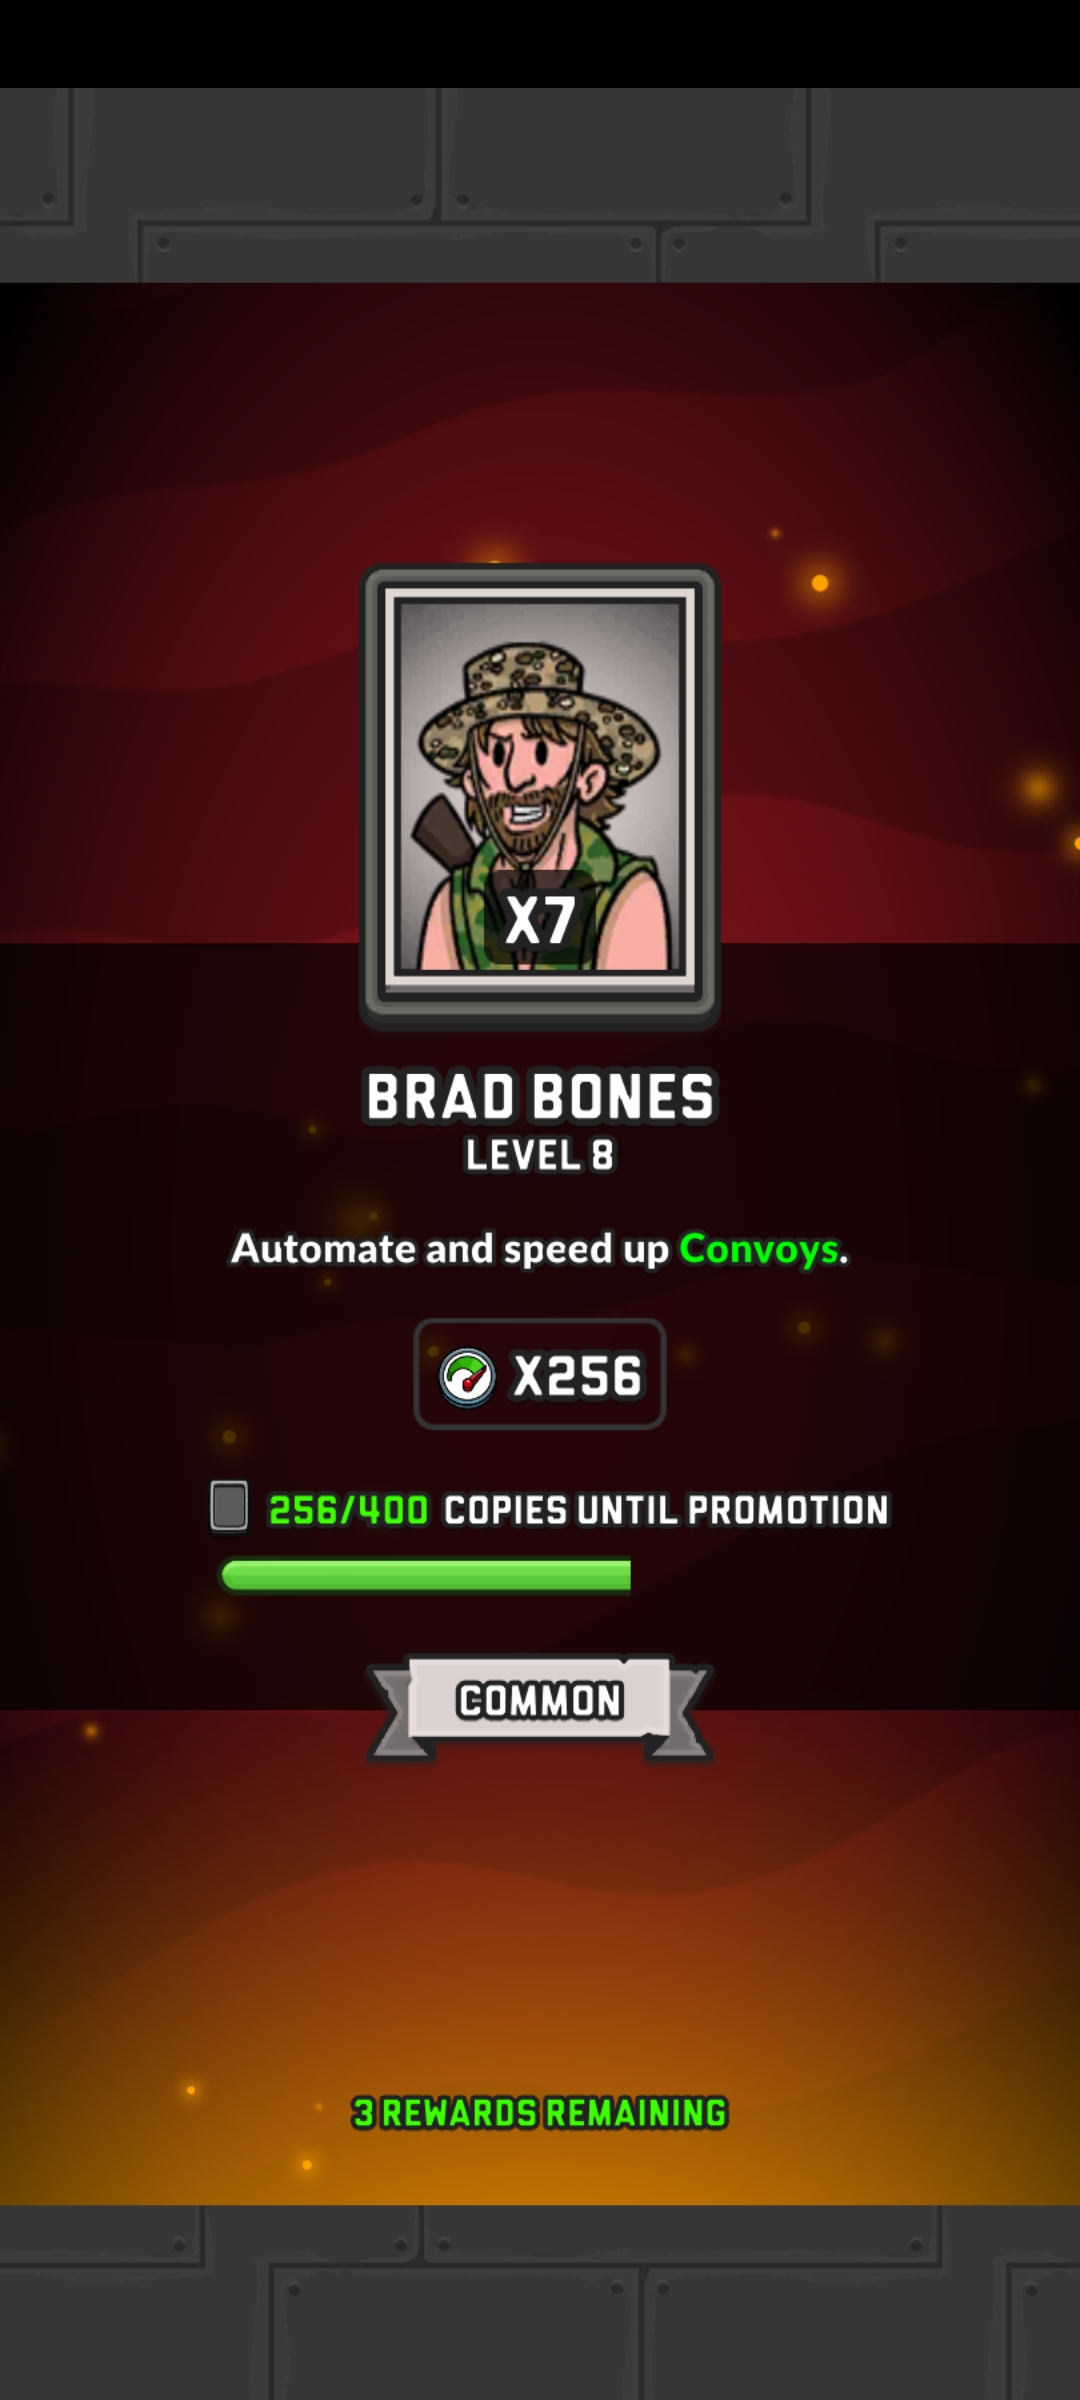 X7
BRAD BONES
LEVEL 8
Automate and speed up Convoys.
X256
256/400 COPIES UNTIL PROMOTION
COMMON
3 REWARDS REMAINING